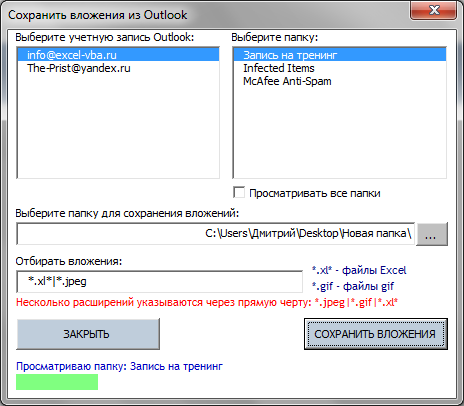 Сохранить вложения из Outlook
Выберите учетную запись Outlook:
Выберите папку:
info@excel-vba.ru
The-Prist@yandex.ru
Запись на тренинг
Infected Items
McAfee Anti-Spam
Просматривать все папки
Выберите папку для сохранения вложений:
C:\Users\Дмитрий\Desktop\Новая папка\
...
Отбирать вложения:
*.xl*|*.jpeg
*.xl* - файлы Excel
*.gif - файлы gif
Несколько расширений указываются через прямую черту: *.jpeg|*.gif|*.xl*
ЗАКРЫТЬ
СОХРАНИТЬ ВЛОЖЕНИЯ
Просматриваю папку: Запись на тренинг